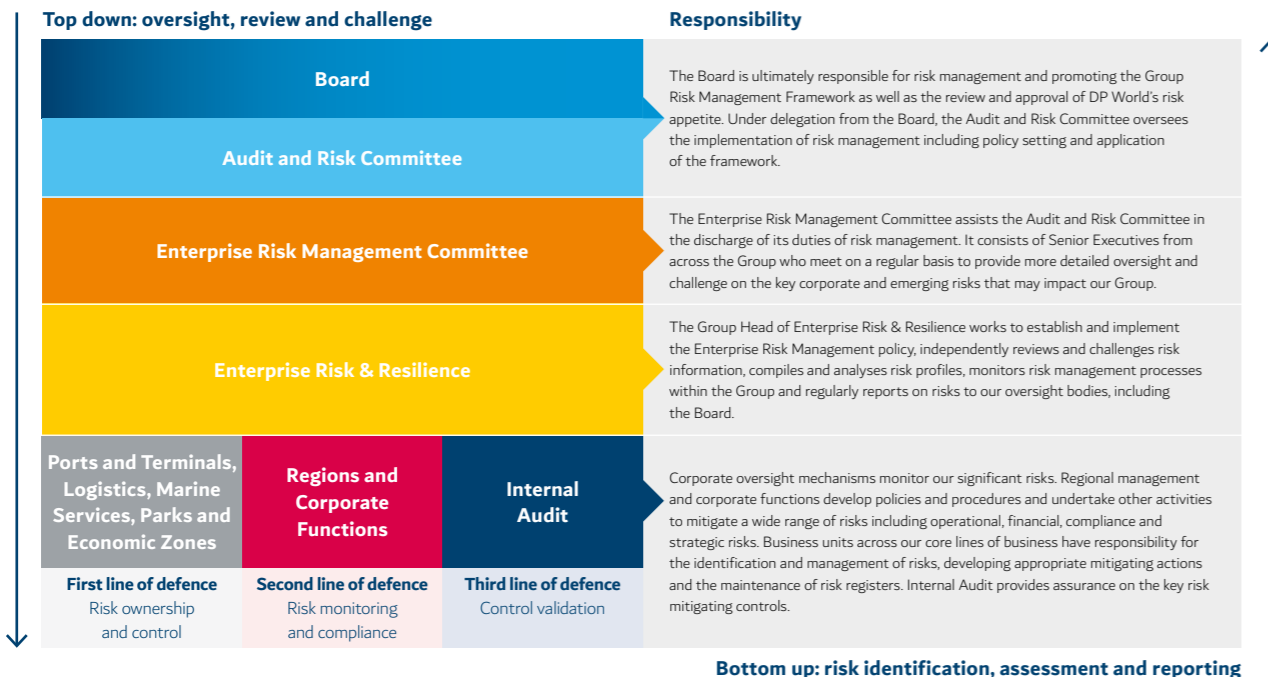 Top down: oversight, review and challenge
Responsibility
Board
Audit and Risk Committee
The Board is ultimately responsible for risk management and promoting the Group
Risk Management Framework as well as the review and approval of DP World's risk
appetite. Under delegation from the Board, the Audit and Risk Committee oversees
the implementation of risk management including policy setting and application
of the framework.
Enterprise Risk Management Committee
The Enterprise Risk Management Committee assists the Audit and Risk Committee in
the discharge of its duties of risk management. It consists of Senior Executives from
across the Group who meet on a regular basis to provide more detailed oversight and
challenge on the key corporate and emerging risks that may impact our Group.
Enterprise Risk & Resilience
The Group Head of Enterprise Risk & Resilience works to establish and implement
the Enterprise Risk Management policy, independently reviews and challenges risk
information, compiles and analyses risk profiles, monitors risk management processes
within the Group and regularly reports on risks to our oversight bodies, including
the Board.
Ports and Terminals,
Logistics, Marine
Services, Parks and
Economic Zones
Regions and
Corporate
Functions
Internal
Audit
First line of defence
Risk ownership
and control
Second line of defence
Risk monitoring
and compliance
Third line of defence
Control validation
Corporate oversight mechanisms monitor our significant risks. Regional management
and corporate functions develop policies and procedures and undertake other activities
to mitigate a wide range of risks including operational, financial, compliance and
strategic risks. Business units across our core lines of business have responsibility for
the identification and management of risks, developing appropriate mitigating actions
and the maintenance of risk registers. Internal Audit provides assurance on the key risk
mitigating controls.
Bottom up: risk identification, assessment and reporting